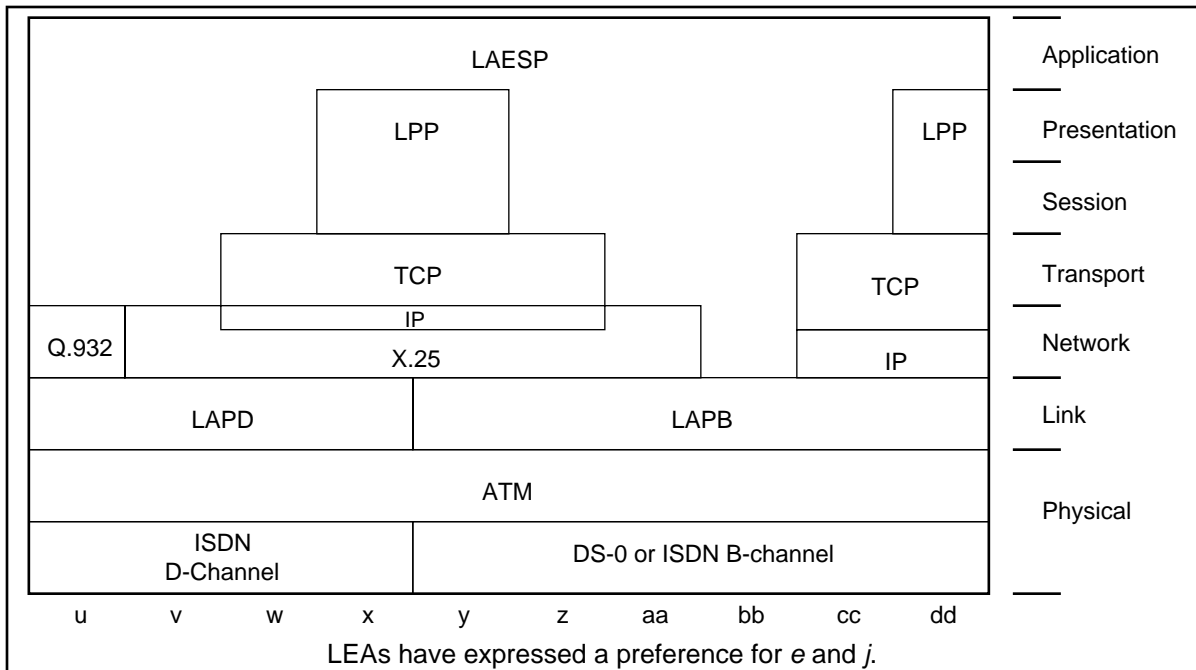 LAESP
Application
LPP
LPP
Presentation
Session
TCP
TCP
Transport
IP
Q.932
X.25
IP
Network
LAPD
LAPB
Link
ATM
Physical
ISDN
D-Channel
DS-0 or ISDN B-channel
u v w x y z aa bb cc dd
LEAs have expressed a preference for e and j.